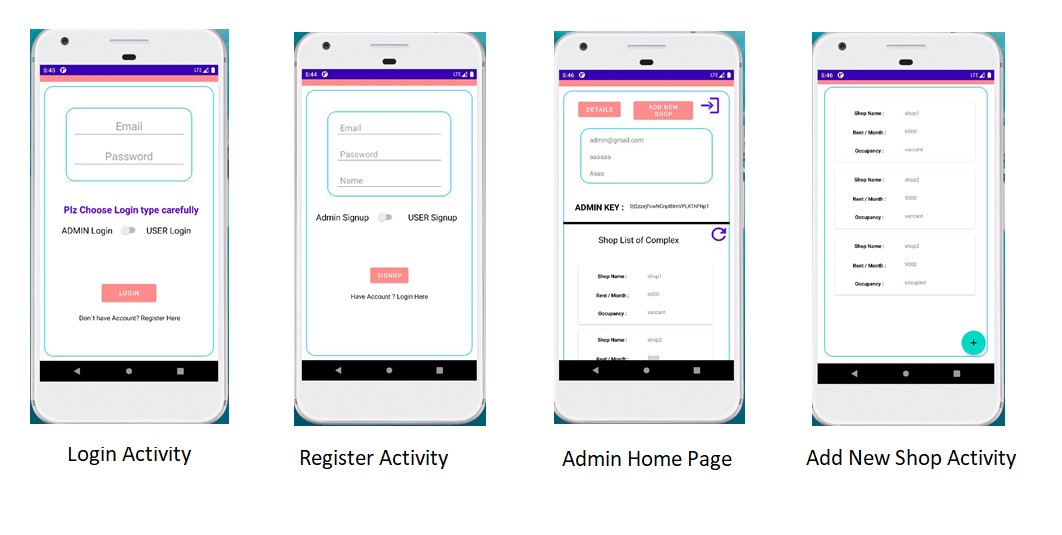 5:45
LTE
Email
Password
Plz Choose Login type carefully
ADMIN Login USER Login
LOGIN
Don`t have Account? Register Here
Login Activity
5:44
LTE
Email
Password
Name
Admin Signup USER Signup
SIGNUP
Have Account ? Login Here
Register Activity
5:46
LTE
DETAILS
ADD NEW
SHOP
admin@gmail.com
aaaaaa
Asas
ADMIN KEY :
Shop List of Complex
Shop Name : shop1
Rent / Month : 6000
Occupancy : vaccant
Shop Name : shop2
Rent / Month : 5000
Admin Home Page
5:46
LTE
Shop Name : shop1
Rent / Month : 6000
Occupancy : vaccant
Shop Name : shop2
Rent / Month : 5000
Occupancy : vaccant
Shop Name : shop3
Rent / Month : 9000
Occupancy : occupied
+
Add New Shop Activity